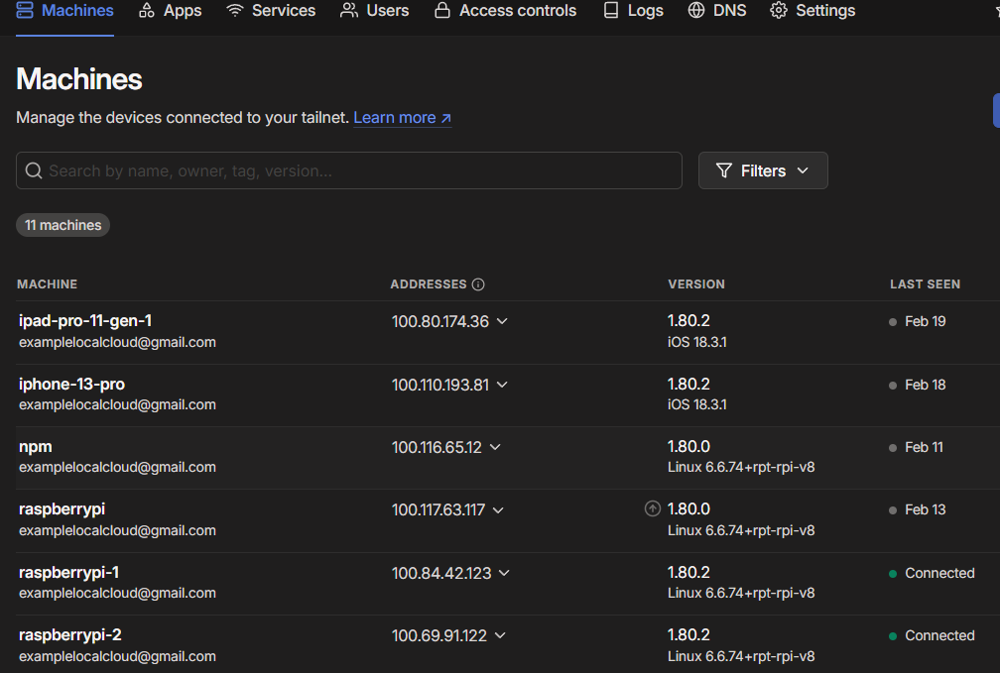 Machines Apps Services Users Access controls Logs DNS Settings
Machines
Manage the devices connected to your tailnet. Learn more ↗
Search by name, owner, tag, version...
Filters
11 machines
MACHINE ADDRESSES VERSION LAST SEEN
ipad-pro-11-gen-1 100.80.174.36 1.80.2 Feb 19
examplelocalcloud@gmail.com iOS 18.3.1
iphone-13-pro 100.110.193.81 1.80.2 Feb 18
examplelocalcloud@gmail.com iOS 18.3.1
npm 100.116.65.12 1.80.0 Feb 11
examplelocalcloud@gmail.com Linux 6.6.74+rpt-rpi-v8
raspberrypi 100.117.63.117 1.80.0 Feb 13
examplelocalcloud@gmail.com Linux 6.6.74+rpt-rpi-v8
raspberrypi-1 100.84.42.123 1.80.2 Connected
examplelocalcloud@gmail.com Linux 6.6.74+rpt-rpi-v8
raspberrypi-2 100.69.91.122 1.80.2 Connected
examplelocalcloud@gmail.com Linux 6.6.74+rpt-rpi-v8